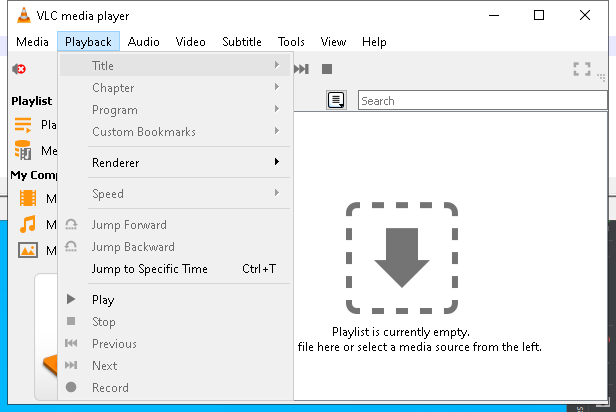 VLC media player
Media Playback Audio Video Subtitle Tools View Help
Title
Chapter
Program
Custom Bookmarks
Renderer
Speed
Jump Forward
Jump Backward
Jump to Specific Time Ctrl+T
Play
Stop
Previous
Next
Record
Playlist
Pla
Me
My Comp
M
M
M
Search
Playlist is currently empty.
file here or select a media source from the left.